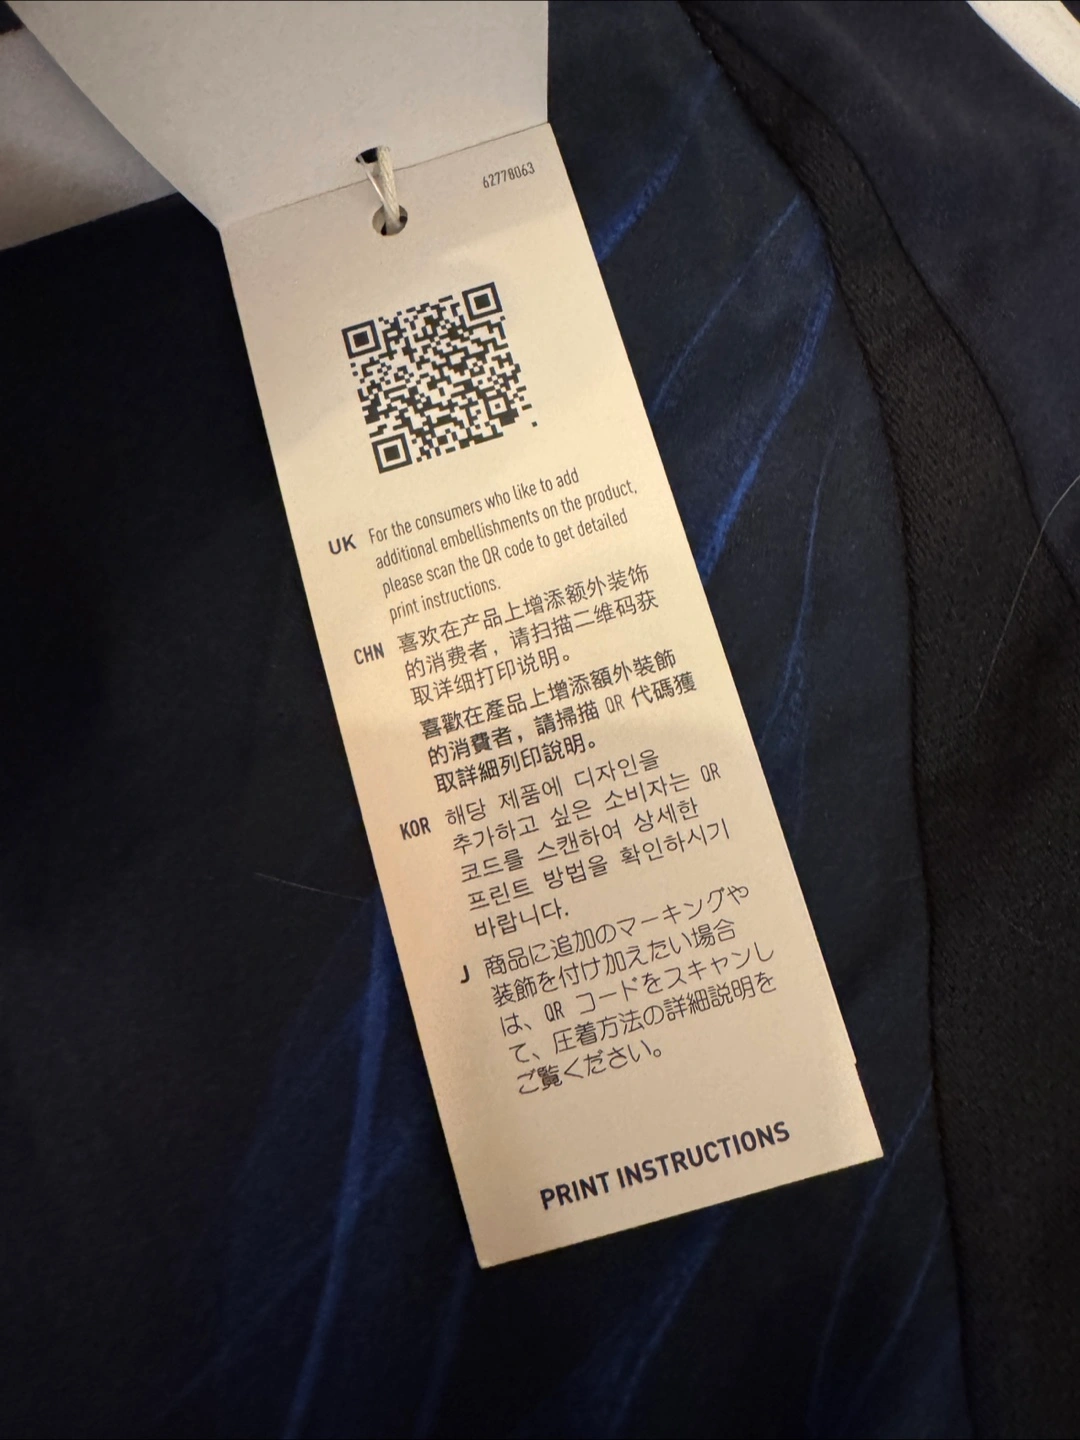 62778063
UK For the consumers who like to add
additional embellishments on the product,
please scan the QR code to get detailed
print instructions.
CHN 喜欢在产品上增添额外装饰
的消费者，请扫描二维码获
取详细打印说明。
喜歡在產品上增添額外裝飾
的消費者，請掃描 QR 代碼獲
取詳細列印說明。
KOR 해당 제품에 디자인을
추가하고 싶은 소비자는 QR
코드를 스캔하여 상세한
프린트 방법을 확인하시기
바랍니다.
J 商品に追加のマーキングや
装飾を付け加えたい場合
は、QR コードをスキャンし
て、圧着方法の詳細説明を
ご覧ください。
PRINT INSTRUCTIONS